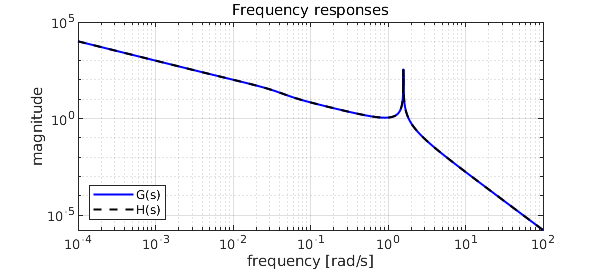 Frequency responses
10^5
10^0
10^-5
magnitude
G(s)
H(s)
10^-4
10^-3
10^-2
10^-1
10^0
10^1
10^2
frequency [rad/s]